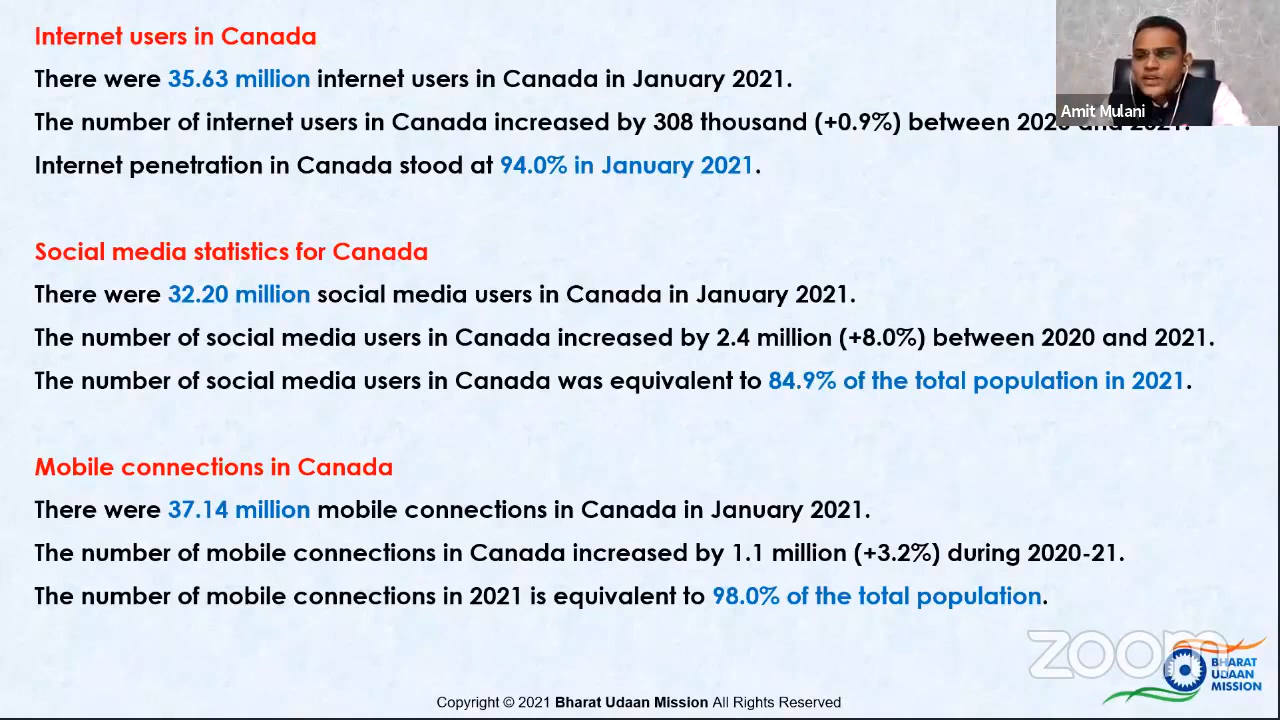 Internet users in Canada
There were 35.63 million internet users in Canada in January 2021.
Amit Mulani
The number of internet users in Canada increased by 308 thousand (+0.9%) between 2020 and 2021.
Internet penetration in Canada stood at 94.0% in January 2021.
Social media statistics for Canada
There were 32.20 million social media users in Canada in January 2021.
The number of social media users in Canada increased by 2.4 million (+8.0%) between 2020 and 2021.
The number of social media users in Canada was equivalent to 84.9% of the total population in 2021.
Mobile connections in Canada
There were 37.14 million mobile connections in Canada in January 2021.
The number of mobile connections in Canada increased by 1.1 million (+3.2%) during 2020-21.
The number of mobile connections in 2021 is equivalent to 98.0% of the total population.
zoom
BHARAT
UDAAN
MISSION
Copyright © 2021 Bharat Udaan Mission All Rights Reserved